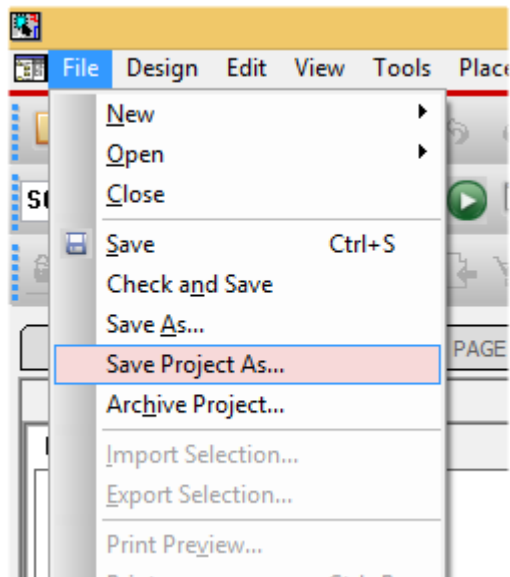 File Design Edit View Tools Place
New
Open
Close
Save Ctrl+S
Check and Save
Save As...
Save Project As...
PAGE
Archive Project...
Import Selection...
Export Selection...
Print Preview...